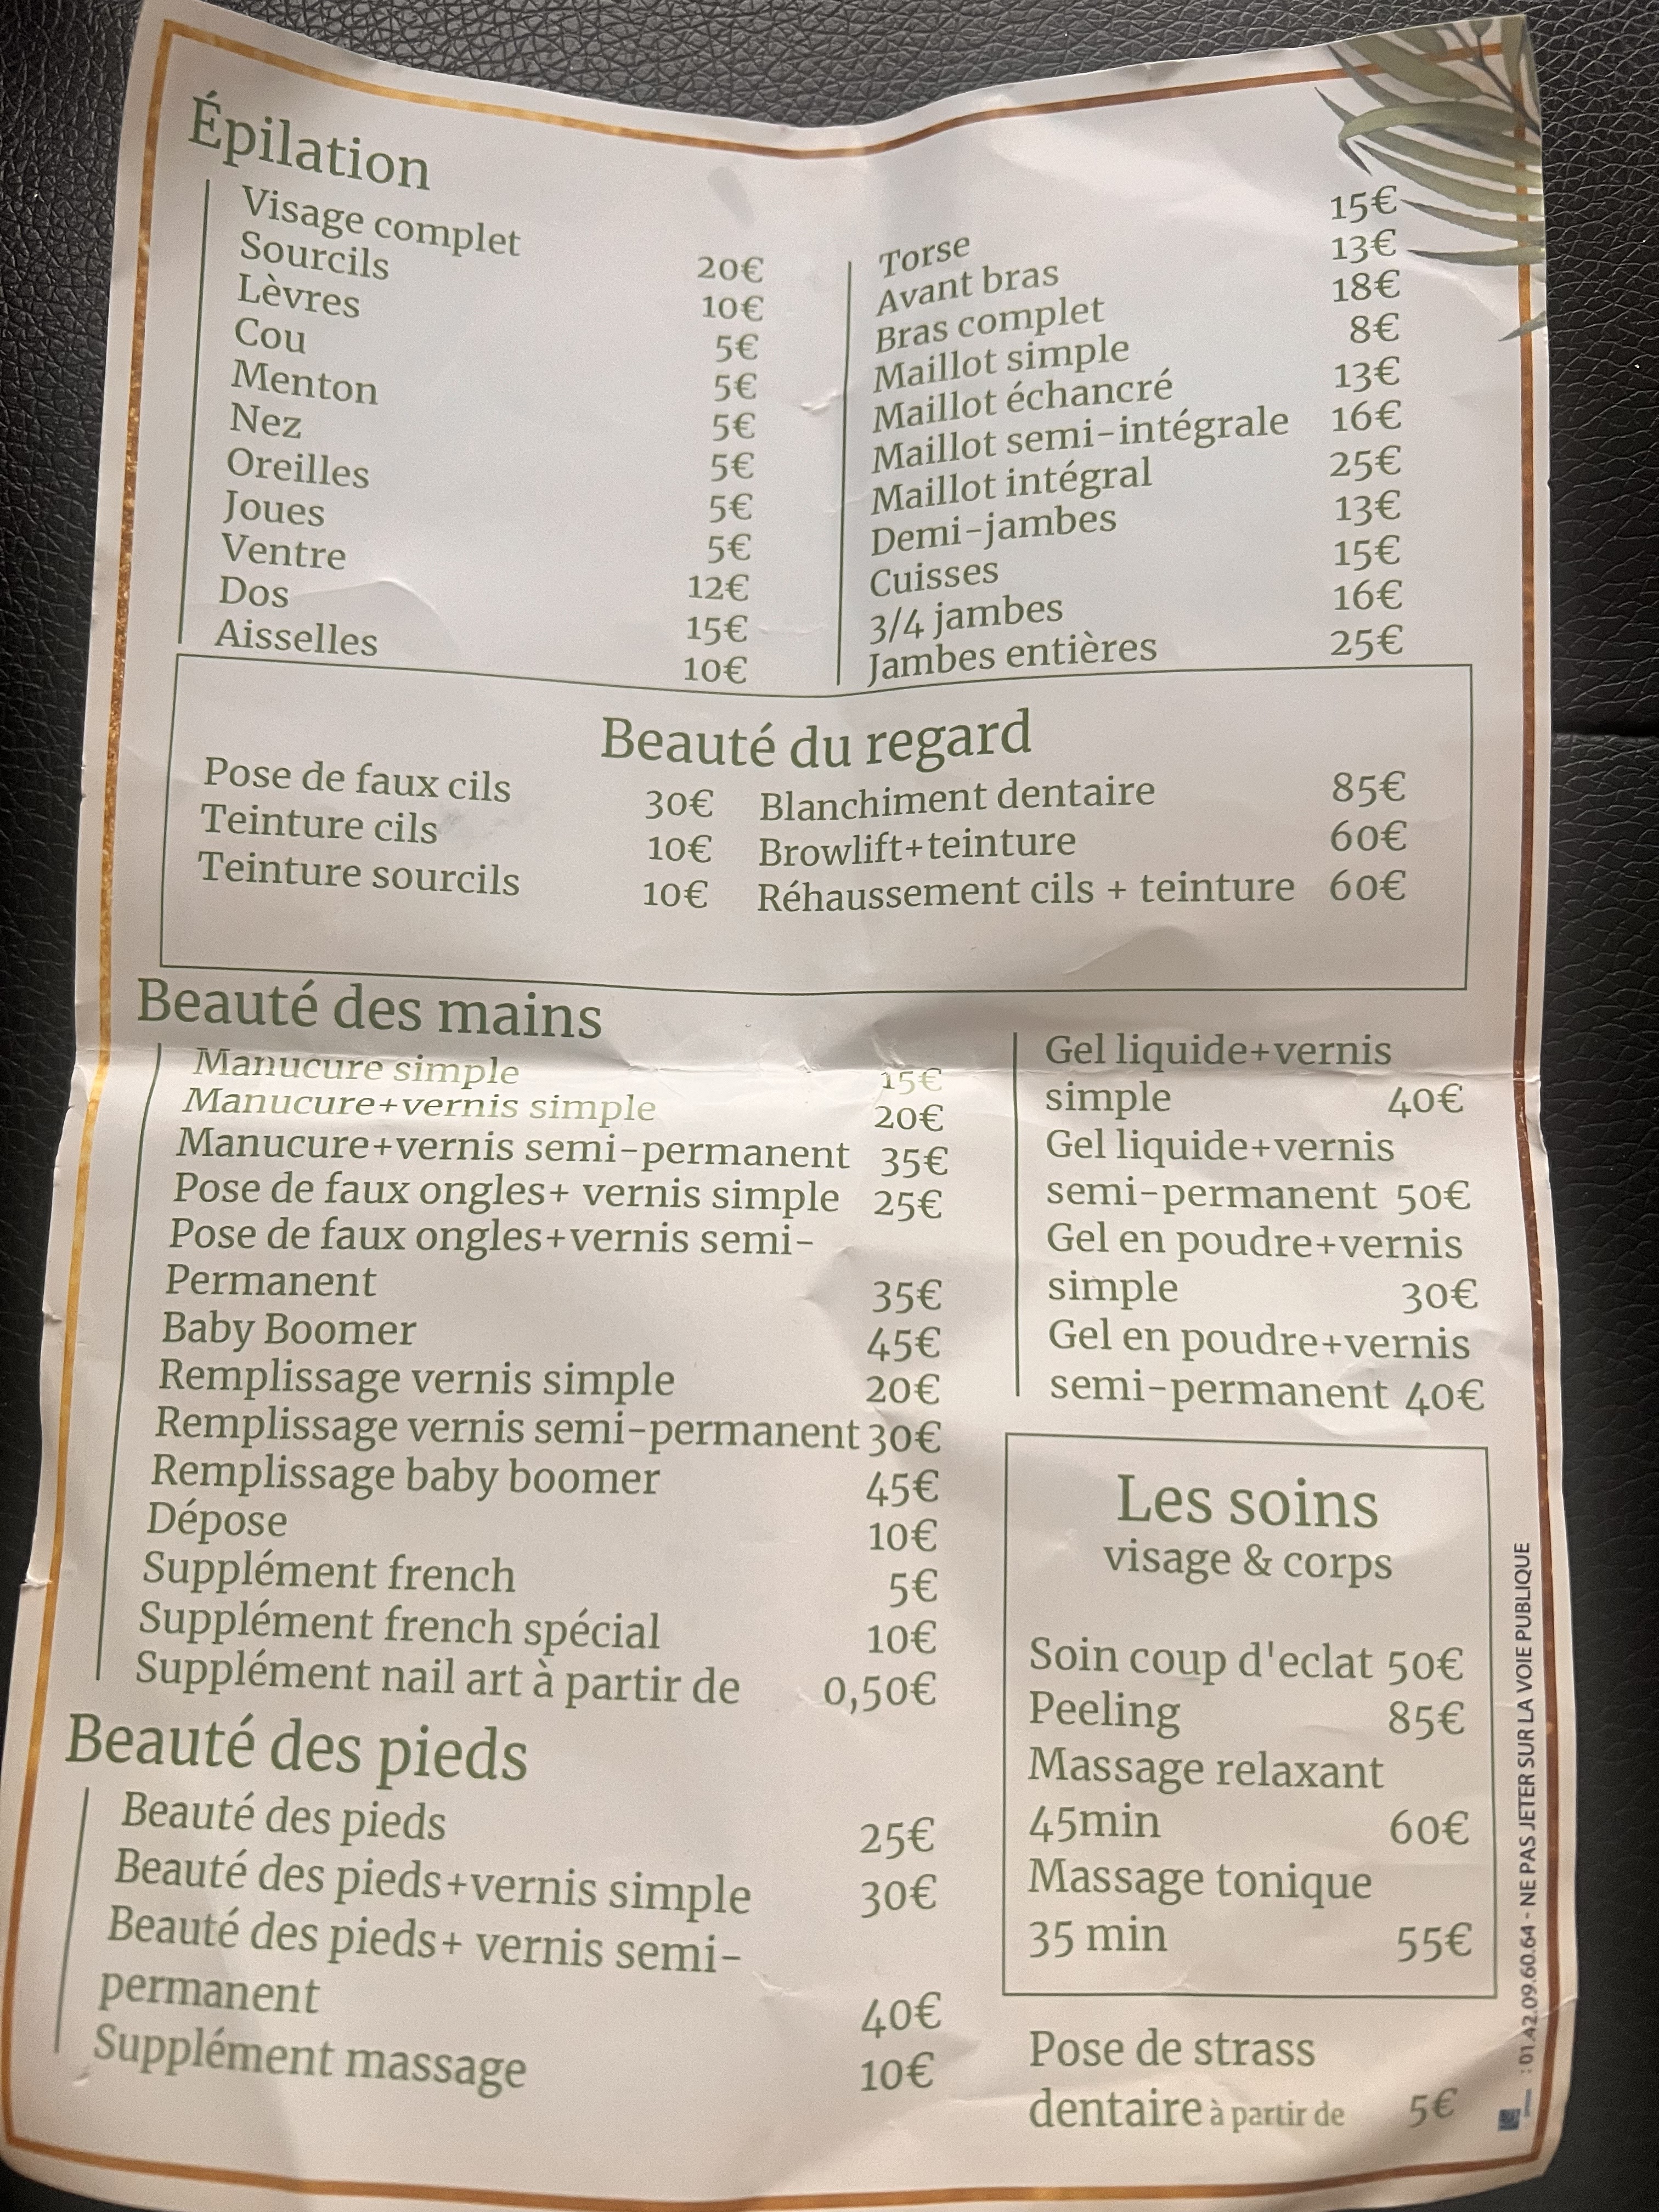 Épilation
Visage complet 20€
Sourcils 10€
Lèvres 5€
Cou 5€
Menton 5€
Nez 5€
Oreilles 5€
Joues 5€
Ventre 12€
Dos 15€
Aisselles 10€
Torse 15€
Avant bras 13€
Bras complet 18€
Maillot simple 8€
Maillot échancré 13€
Maillot semi-intégrale 16€
Maillot intégral 25€
Demi-jambes 13€
Cuisses 15€
3/4 jambes 16€
Jambes entières 25€
Beauté du regard
Pose de faux cils 30€
Teinture cils 10€
Teinture sourcils 10€
Blanchiment dentaire 85€
Browlift+teinture 60€
Réhaussement cils + teinture 60€
Beauté des mains
Manucure simple 15€
Manucure+vernis simple 20€
Manucure+vernis semi-permanent 35€
Pose de faux ongles+ vernis simple 25€
Pose de faux ongles+vernis semi-
Permanent 35€
Baby Boomer 45€
Remplissage vernis simple 20€
Remplissage vernis semi-permanent 30€
Remplissage baby boomer 45€
Dépose 10€
Supplément french 5€
Supplément french spécial 10€
Supplément nail art à partir de 0,50€
Gel liquide+vernis
simple 40€
Gel liquide+vernis
semi-permanent 50€
Gel en poudre+vernis
simple 30€
Gel en poudre+vernis
semi-permanent 40€
Beauté des pieds
Beauté des pieds 25€
Beauté des pieds+vernis simple 30€
Beauté des pieds+ vernis semi-
permanent 40€
Supplément massage 10€
Les soins
visage & corps
Soin coup d'eclat 50€
Peeling 85€
Massage relaxant
45min 60€
Massage tonique
35 min 55€
Pose de strass
dentaire à partir de 5€
: 01.42.09.60.64 - NE PAS JETER SUR LA VOIE PUBLIQUE